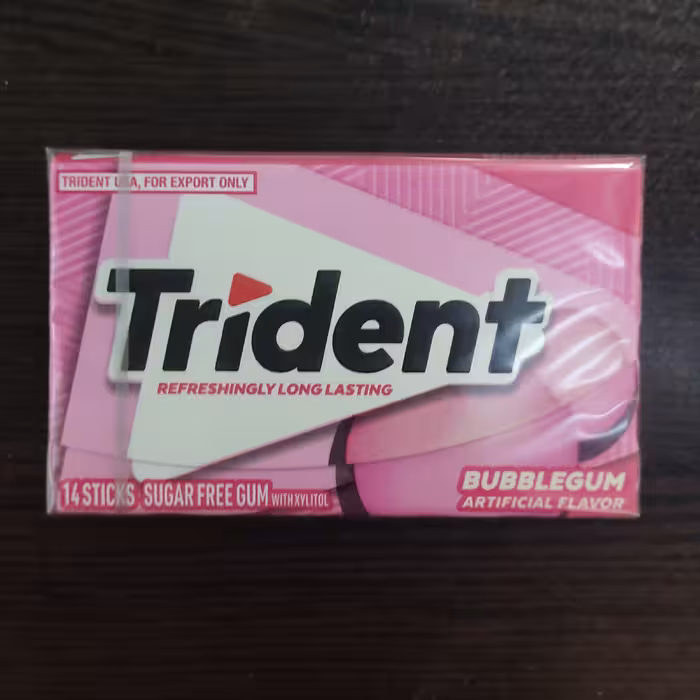 TRIDENT USA, FOR EXPORT ONLY
Trident
REFRESHINGLY LONG LASTING
14 STICKS SUGAR FREE GUM WITH XYLITOL
BUBBLEGUM
ARTIFICIAL FLAVOR